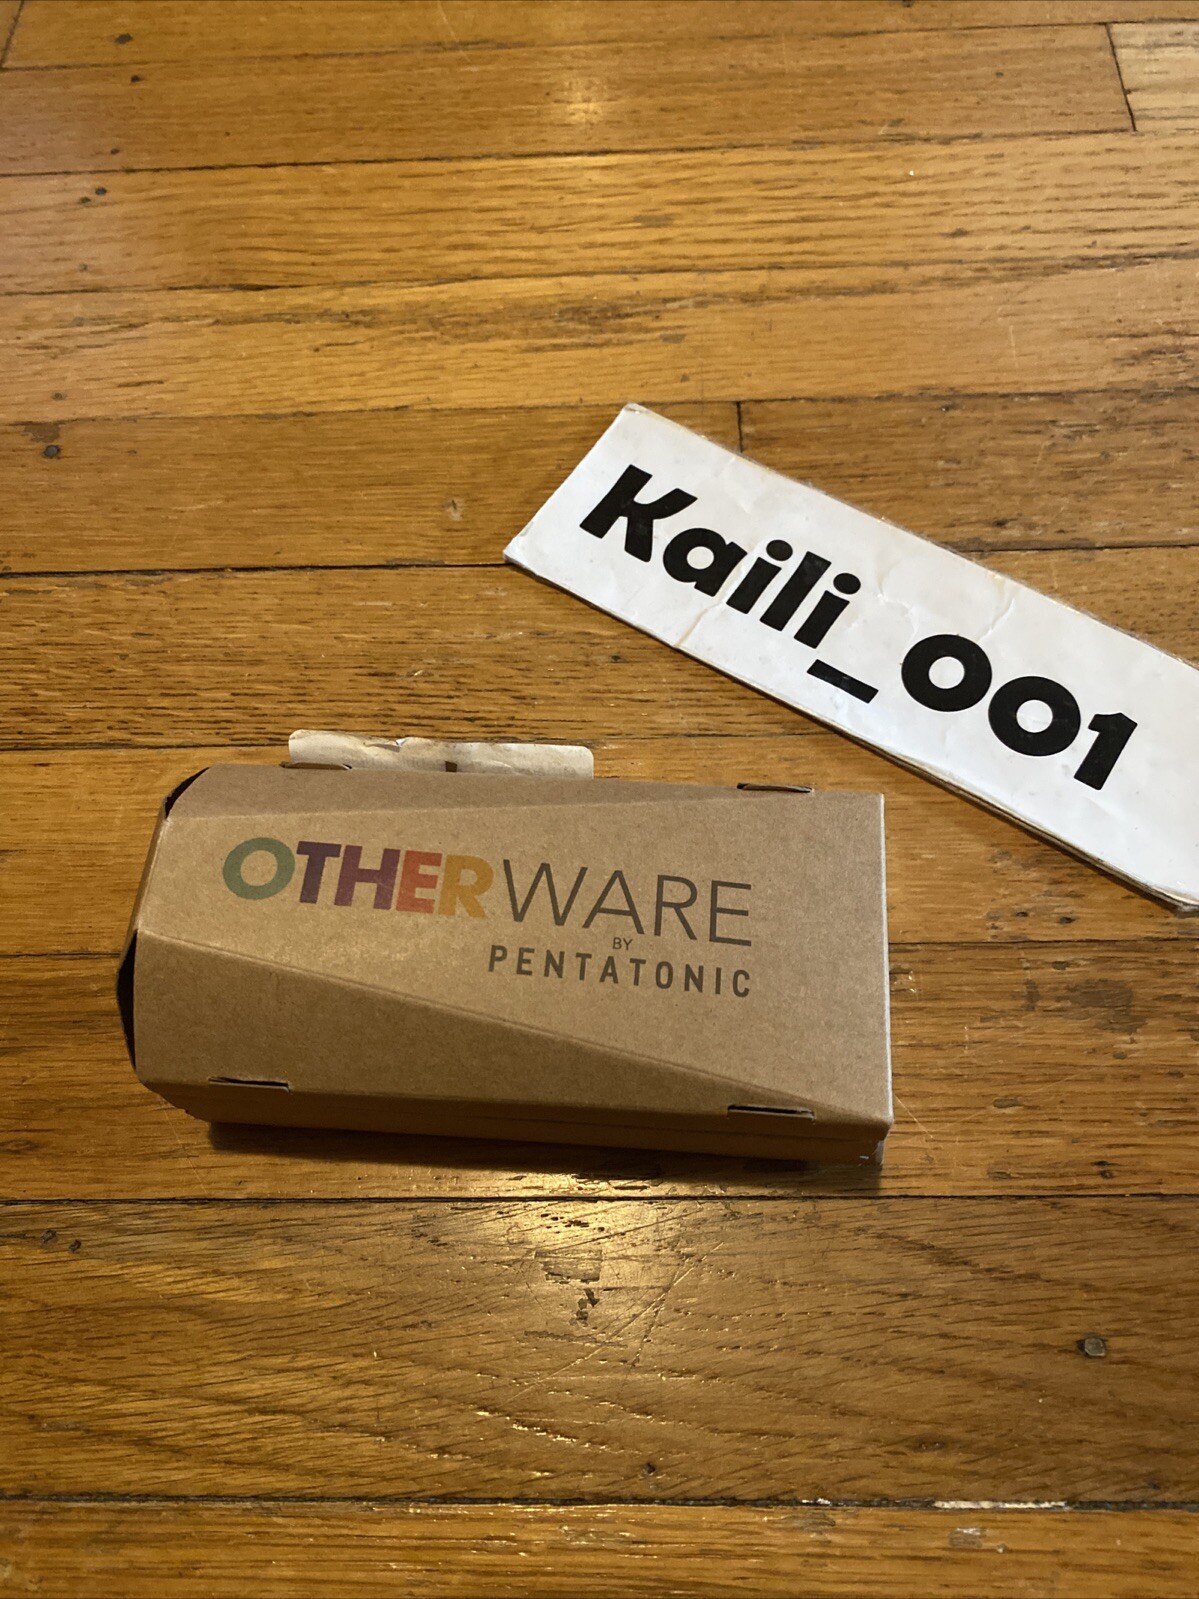 Kaili_001
OTHERWARE
BY
PENTATONIC